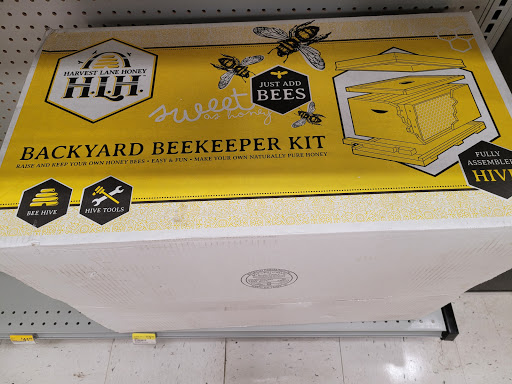 HARVEST LANE HONEY
H.L.H.
sweet
as honey
JUST ADD
BEES
BACKYARD BEEKEEPER KIT
RAISE AND KEEP YOUR OWN HONEY BEES • EASY & FUN • MAKE YOUR OWN NATURALLY PURE HONEY
BEE HIVE
HIVE TOOLS
FULLY
ASSEMBLED
HIVE